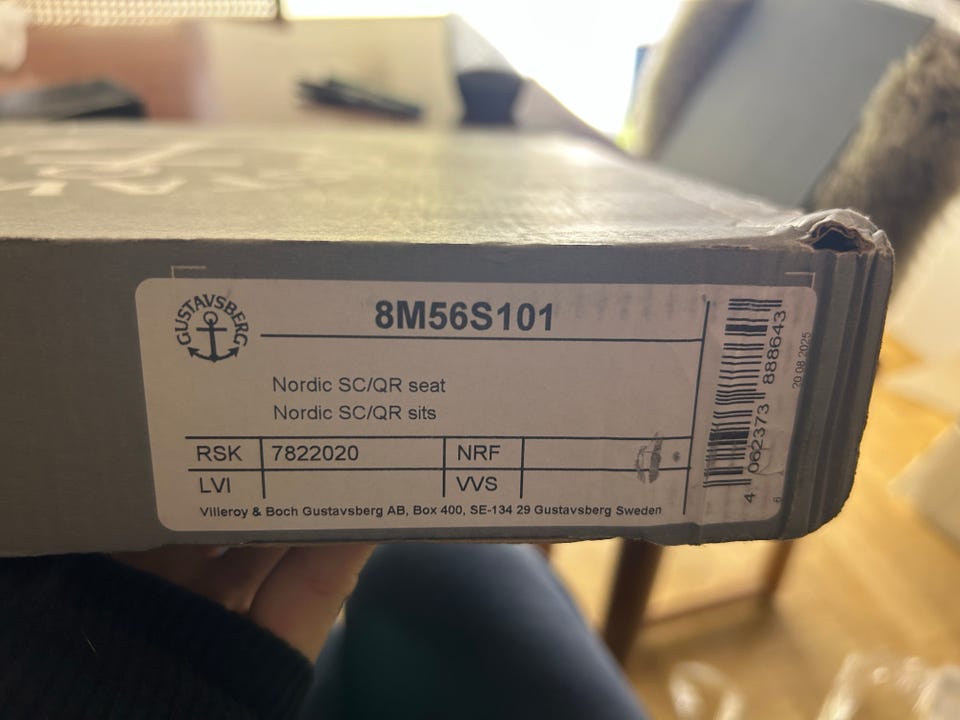 GUSTAVSBERG
8M56S101
Nordic SC/QR seat
Nordic SC/QR sits
RSK 7822020 NRF
LVI VVS
Villeroy & Boch Gustavsberg AB, Box 400, SE-134 29 Gustavsberg Sweden
4 062373 888643
20 08 2025